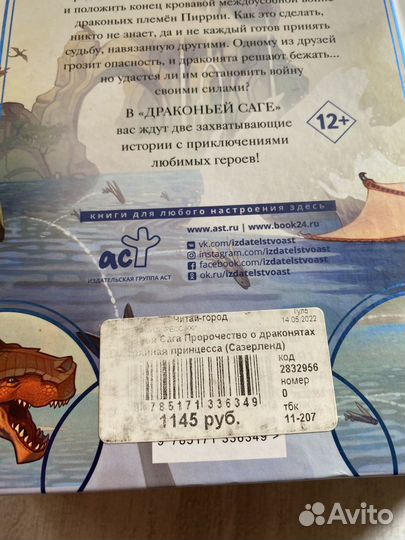 и положить конец кровавой междоусобной войне
драконьих племён Пиррии. Как это сделать,
никто не знает, да и не каждый готов принять
судьбу, навязанную другими. Одному из друзей
грозит опасность, и драконята решают бежать...
но удастся ли им остановить войну
своими силами?
В «ДРАКОНЬЕЙ САГЕ»
вас ждут две захватывающие
истории с приключениями
любимых героев!
12+
книги для любого настроения здесь
www.ast.ru • www.book24.ru
vk.com/izdatelstvoast
instagram.com/izdatelstvoast
facebook.com/izdatelstvoast
ok.ru/izdatelstvoast
АСТ
ИЗДАТЕЛЬСКАЯ ГРУППА АСТ
Читай-город
14.05.2022
Сага Пророчество о драконятах
принцесса (Сазерленд)
код
2832956
номер
0
785171 336349
тбк
1145 руб.
11-207
9 785171 336349 >
Avito